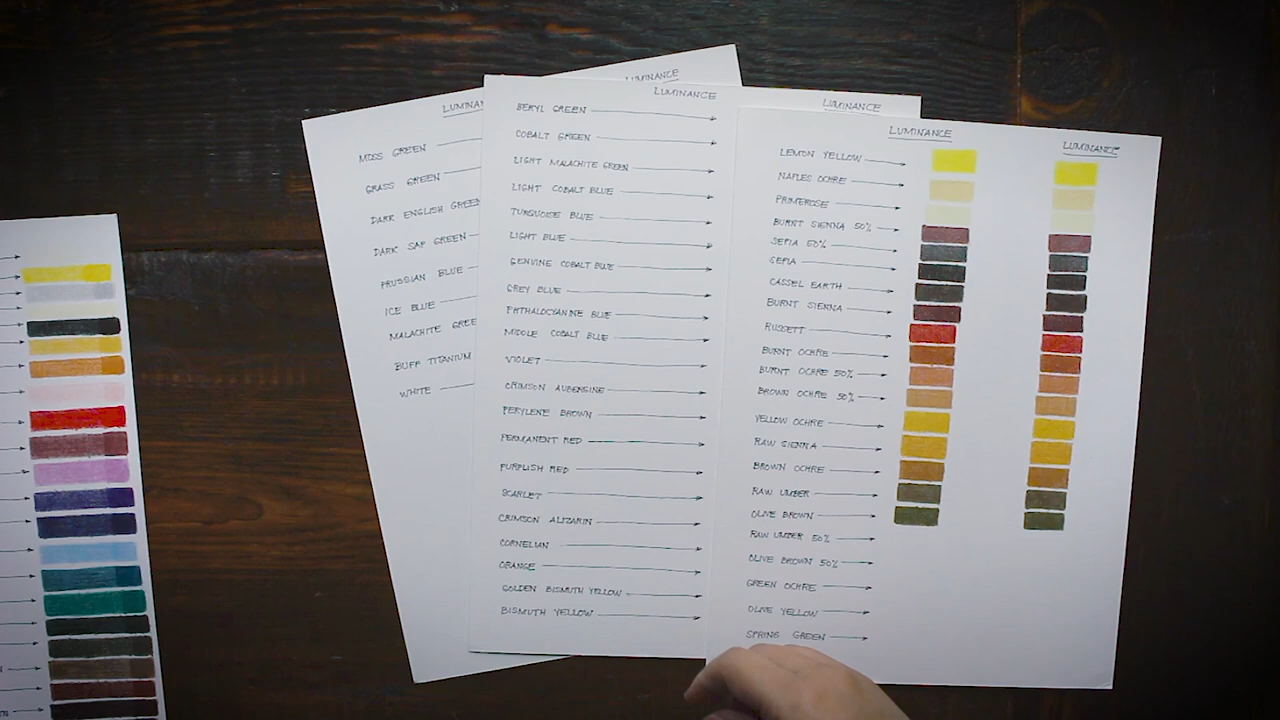 LUMINANCE
MOSS GREEN
GRASS GREEN
DARK ENGLISH GREEN
DARK SAP GREEN
PRUSSIAN BLUE
ICE BLUE
MALACHITE GREE
BUFF TITANIUM
WHITE
LUMINANCE
LUMINANCE
BERYL GREEN
COBALT GREEN
LIGHT MALACHITE GREEN
LIGHT COBALT BLUE
TURQUOISE BLUE
LIGHT BLUE
GENUINE COBALT BLUE
GREY BLUE
PHTHALOCYANINE BLUE
MIDDLE COBALT BLUE
VIOLET
CRIMSON AUBERGINE
PERYLENE BROWN
PERMANENT RED
PURPLISH RED
SCARLET
CRIMSON ALIZARIN
CORNELIAN
ORANGE
GOLDEN BISMUTH YELLOW
BISMUTH YELLOW
LUMINANCE
LUMINANCE
LUMINANCE
LEMON YELLOW
NAPLES OCHRE
PRIMEROSE
BURNT SIENNA 50%
SEPIA 50%
SEPIA
CASSEL EARTH
BURNT SIENNA
RUSSETT
BURNT OCHRE
BURNT OCHRE 50%
BROWN OCHRE 50%
YELLOW OCHRE
RAW SIENNA
BROWN OCHRE
RAW UMBER
OLIVE BROWN
RAW UMBER 50%
OLIVE BROWN 50%
GREEN OCHRE
OLIVE YELLOW
SPRING GREEN